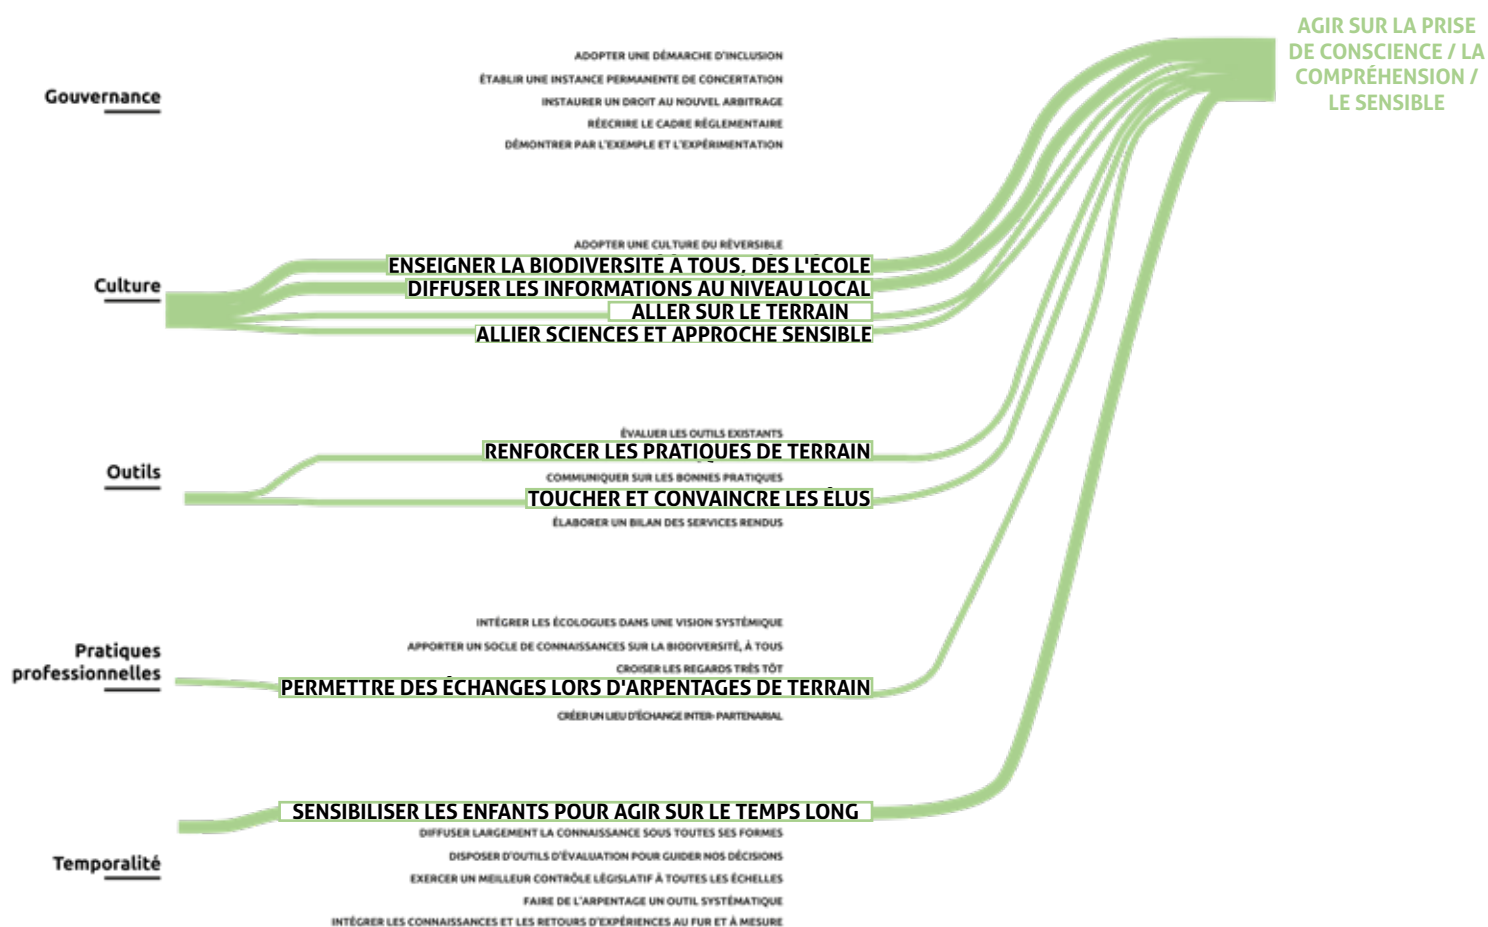 AGIR SUR LA PRISE
DE CONSCIENCE / LA
COMPRÉHENSION /
LE SENSIBLE
Gouvernance
ADOPTER UNE DÉMARCHE D'INCLUSION
ÉTABLIR UNE INSTANCE PERMANENTE DE CONCERTATION
INSTAURER UN DROIT AU NOUVEL ARBITRAGE
RÉECRIRE LE CADRE RÉGLEMENTAIRE
DÉMONTRER PAR L'EXEMPLE ET L'EXPÉRIMENTATION
Culture
ADOPTER UNE CULTURE DU RÉVERSIBLE
ENSEIGNER LA BIODIVERSITÉ À TOUS, DÈS L'ÉCOLE
DIFFUSER LES INFORMATIONS AU NIVEAU LOCAL
ALLER SUR LE TERRAIN
ALLIER SCIENCES ET APPROCHE SENSIBLE
Outils
ÉVALUER LES OUTILS EXISTANTS
RENFORCER LES PRATIQUES DE TERRAIN
COMMUNIQUER SUR LES BONNES PRATIQUES
TOUCHER ET CONVAINCRE LES ÉLUS
ÉLABORER UN BILAN DES SERVICES RENDUS
Pratiques
professionnelles
INTÉGRER LES ÉCOLOGUES DANS UNE VISION SYSTÉMIQUE
APPORTER UN SOCLE DE CONNAISSANCES SUR LA BIODIVERSITÉ, À TOUS
CROISER LES REGARDS TRÈS TÔT
PERMETTRE DES ÉCHANGES LORS D'ARPENTAGES DE TERRAIN
CRÉER UN LIEU D'ÉCHANGE INTER- PARTENARIAL
Temporalité
SENSIBILISER LES ENFANTS POUR AGIR SUR LE TEMPS LONG
DIFFUSER LARGEMENT LA CONNAISSANCE SOUS TOUTES SES FORMES
DISPOSER D'OUTILS D'ÉVALUATION POUR GUIDER NOS DÉCISIONS
EXERCER UN MEILLEUR CONTRÔLE LÉGISLATIF À TOUTES LES ÉCHELLES
FAIRE DE L'ARPENTAGE UN OUTIL SYSTÉMATIQUE
INTÉGRER LES CONNAISSANCES ET LES RETOURS D'EXPÉRIENCES AU FUR ET À MESURE